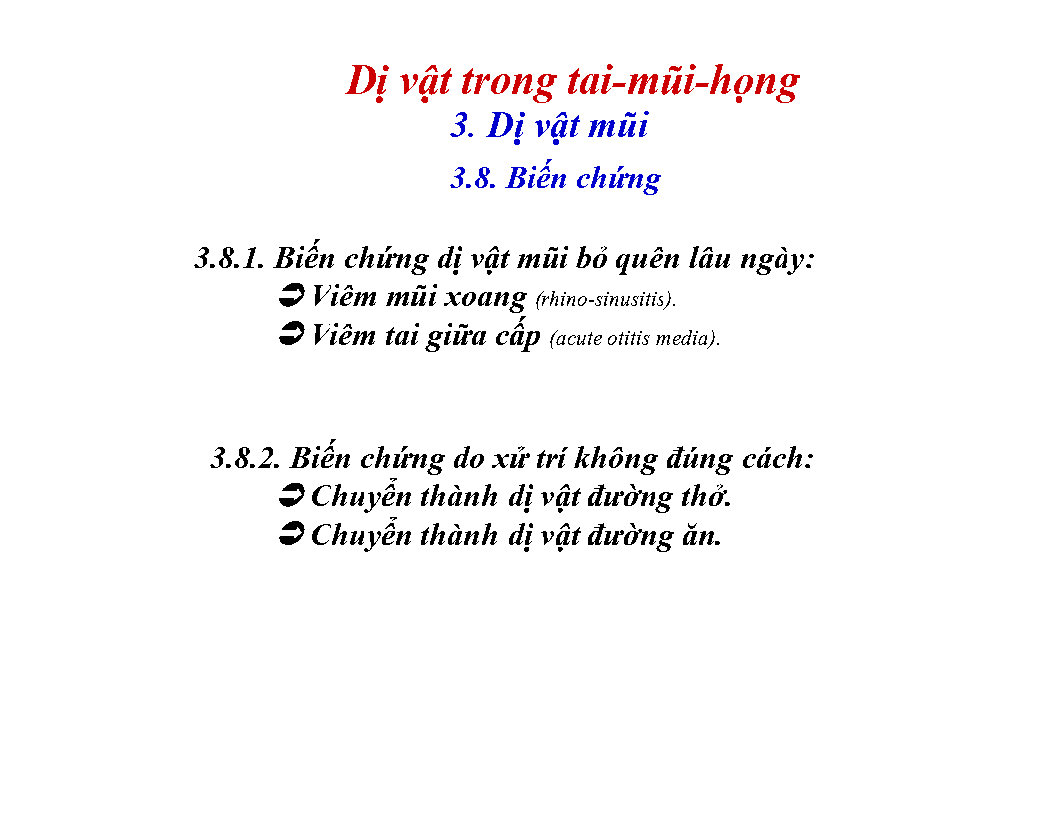 Dị vật trong tai-mũi-họng
3. Dị vật mũi
3.8. Biến chứng
3.8.1. Biến chứng dị vật mũi bỏ quên lâu ngày:
➲ Viêm mũi xoang (rhino-sinusitis).
➲ Viêm tai giữa cấp (acute otitis media).
3.8.2. Biến chứng do xử trí không đúng cách:
➲ Chuyển thành dị vật đường thở.
➲ Chuyển thành dị vật đường ăn.